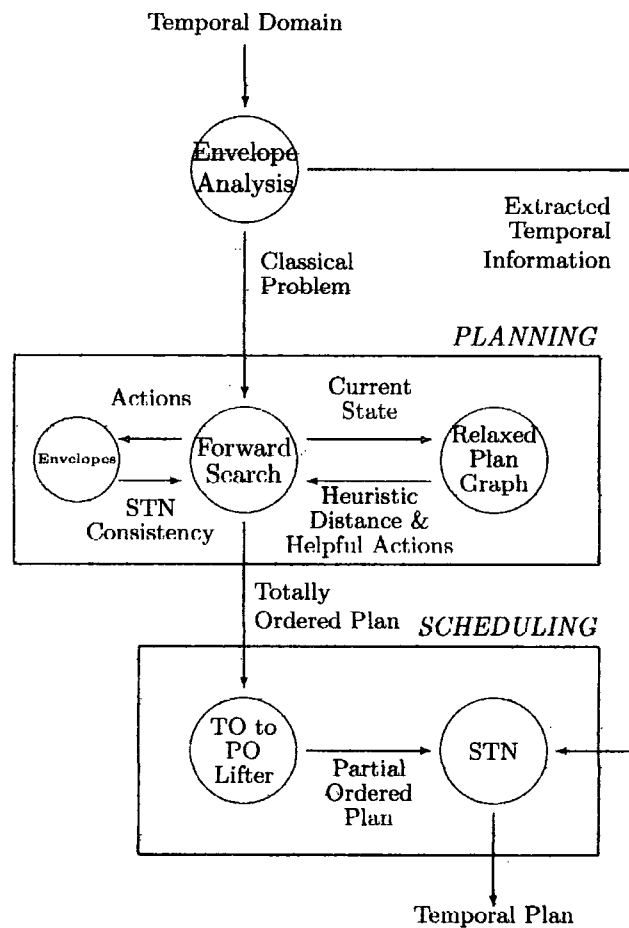 Temporal Domain
Envelope
Analysis
Extracted
Temporal
Information
Classical
Problem
PLANNING
Actions
Current
State
Envelopes
Forward
Search
Relaxed
Plan
Graph
STN
Consistency
Heuristic
Distance &
Helpful Actions
Totally
Ordered Plan
SCHEDULING
TO to
PO
Lifter
STN
Partial
Ordered
Plan
Temporal Plan